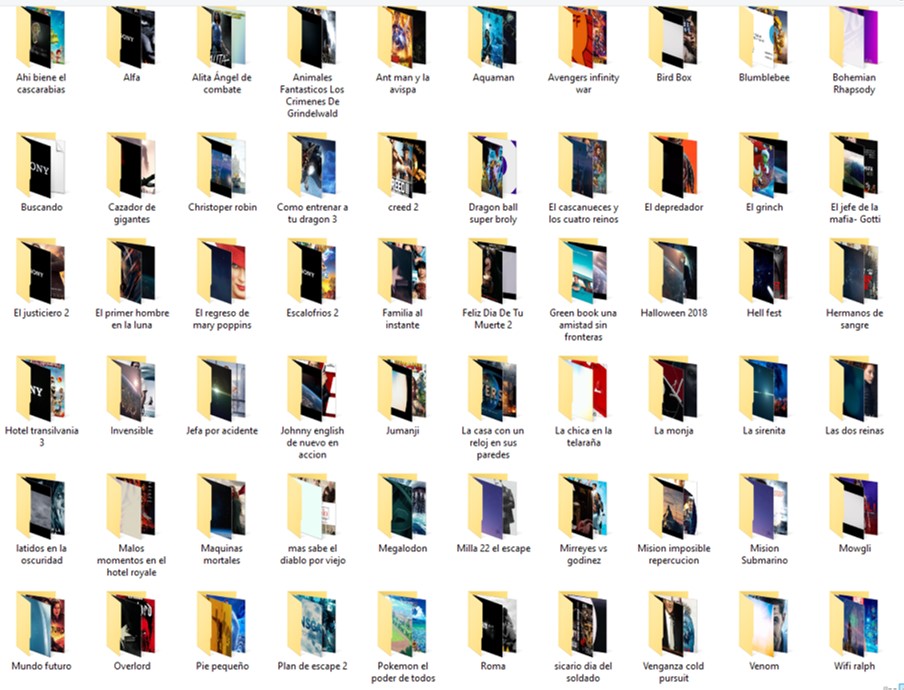 Ahi biene el
cascarabias
Alfa
Alita Ángel de
combate
Animales
Fantasticos Los
Crimenes De
Grindelwald
Ant man y la
avispa
Aquaman
Avengers infinity
war
Bird Box
Blumblebee
Bohemian
Rhapsody
Buscando
Cazador de
gigantes
Christoper robin
Como entrenar a
tu dragon 3
creed 2
Dragon ball
super broly
El cascanueces y
los cuatro reinos
El depredador
El grinch
El jefe de la
mafia- Gotti
El justiciero 2
El primer hombre
en la luna
El regreso de
mary poppins
Escalofrios 2
Familia al
instante
Feliz Dia De Tu
Muerte 2
Green book una
amistad sin
fronteras
Halloween 2018
Hell fest
Hermanos de
sangre
Hotel transilvania
3
Invensible
Jefa por acidente
Johnny english
de nuevo en
accion
Jumanji
La casa con un
reloj en sus
paredes
La chica en la
telaraña
La monja
La sirenita
Las dos reinas
latidos en la
oscuridad
Malos
momentos en el
hotel royale
Maquinas
mortales
mas sabe el
diablo por viejo
Megalodon
Milla 22 el escape
Mirreyes vs
godinez
Mision imposible
repercucion
Mision
Submarino
Mowgli
Mundo futuro
Overlord
Pie pequeño
Plan de escape 2
Pokemon el
poder de todos
Roma
sicario dia del
soldado
Venganza cold
pursuit
Venom
Wifi ralph